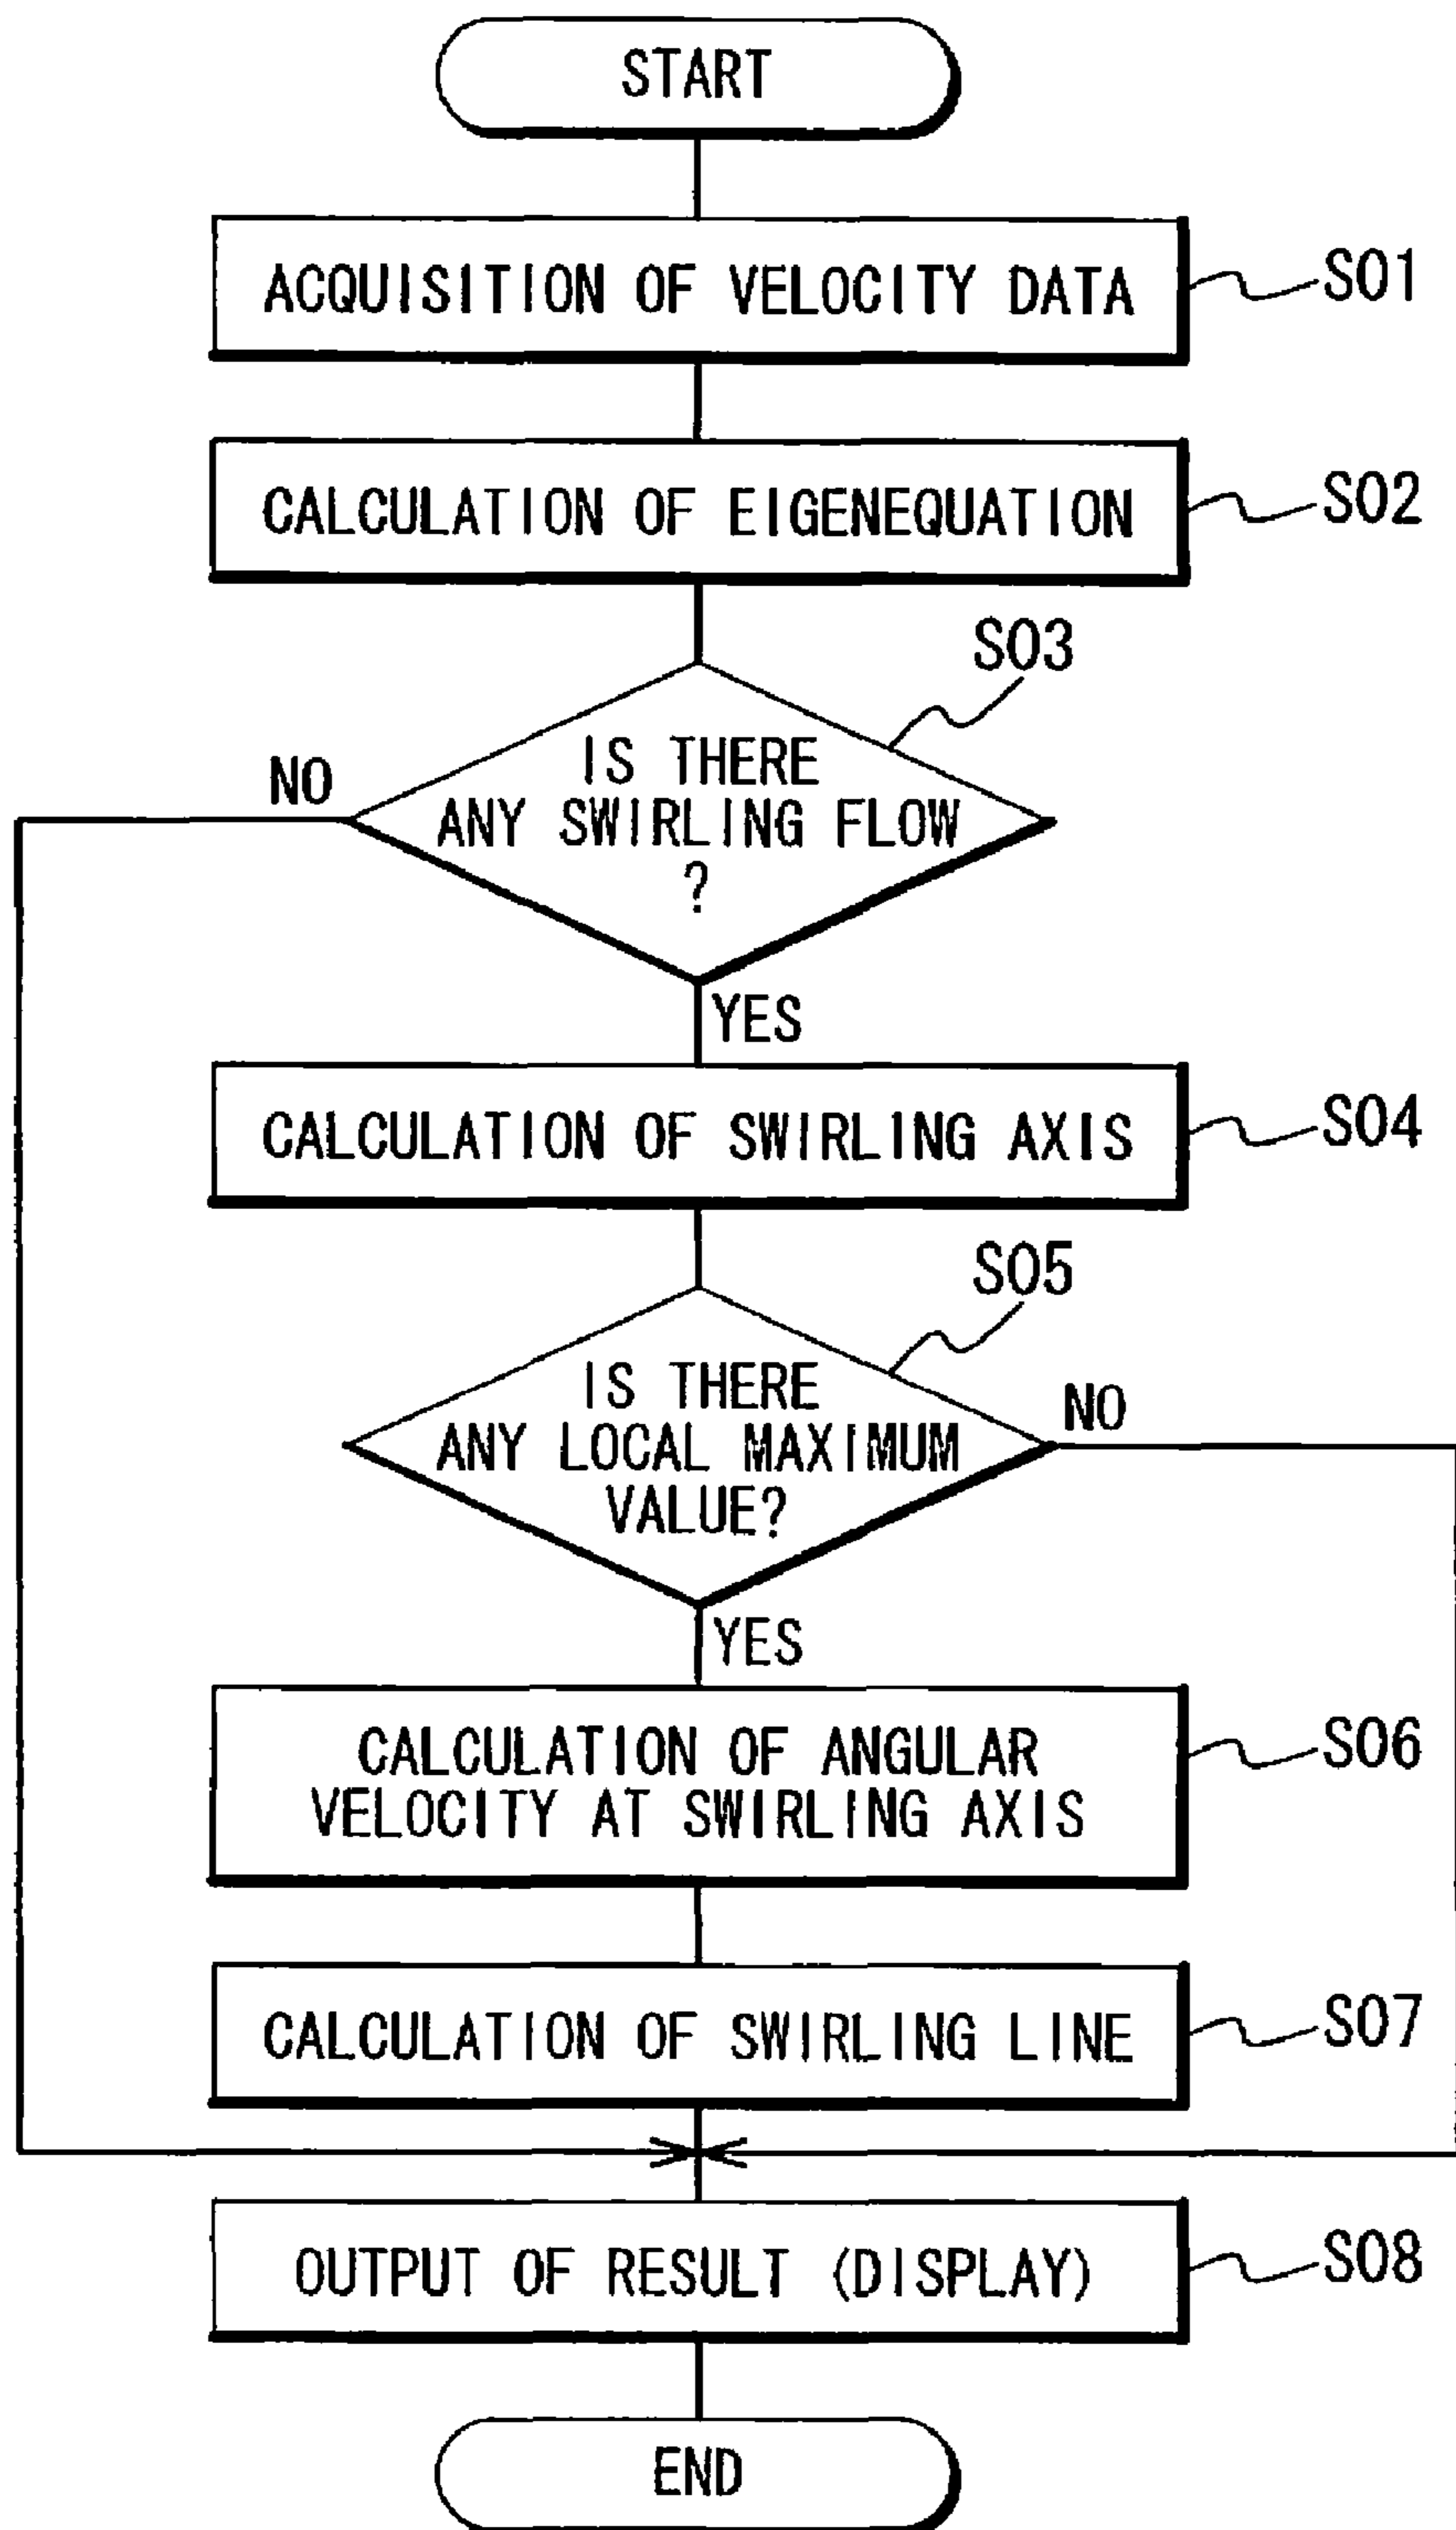 START
ACQUISITION OF VELOCITY DATA
S01
CALCULATION OF EIGENEQUATION
S02
S03
IS THERE
ANY SWIRLING FLOW
?
NO
YES
CALCULATION OF SWIRLING AXIS
S04
S05
IS THERE
ANY LOCAL MAXIMUM
VALUE?
NO
YES
CALCULATION OF ANGULAR
VELOCITY AT SWIRLING AXIS
S06
CALCULATION OF SWIRLING LINE
S07
OUTPUT OF RESULT (DISPLAY)
S08
END